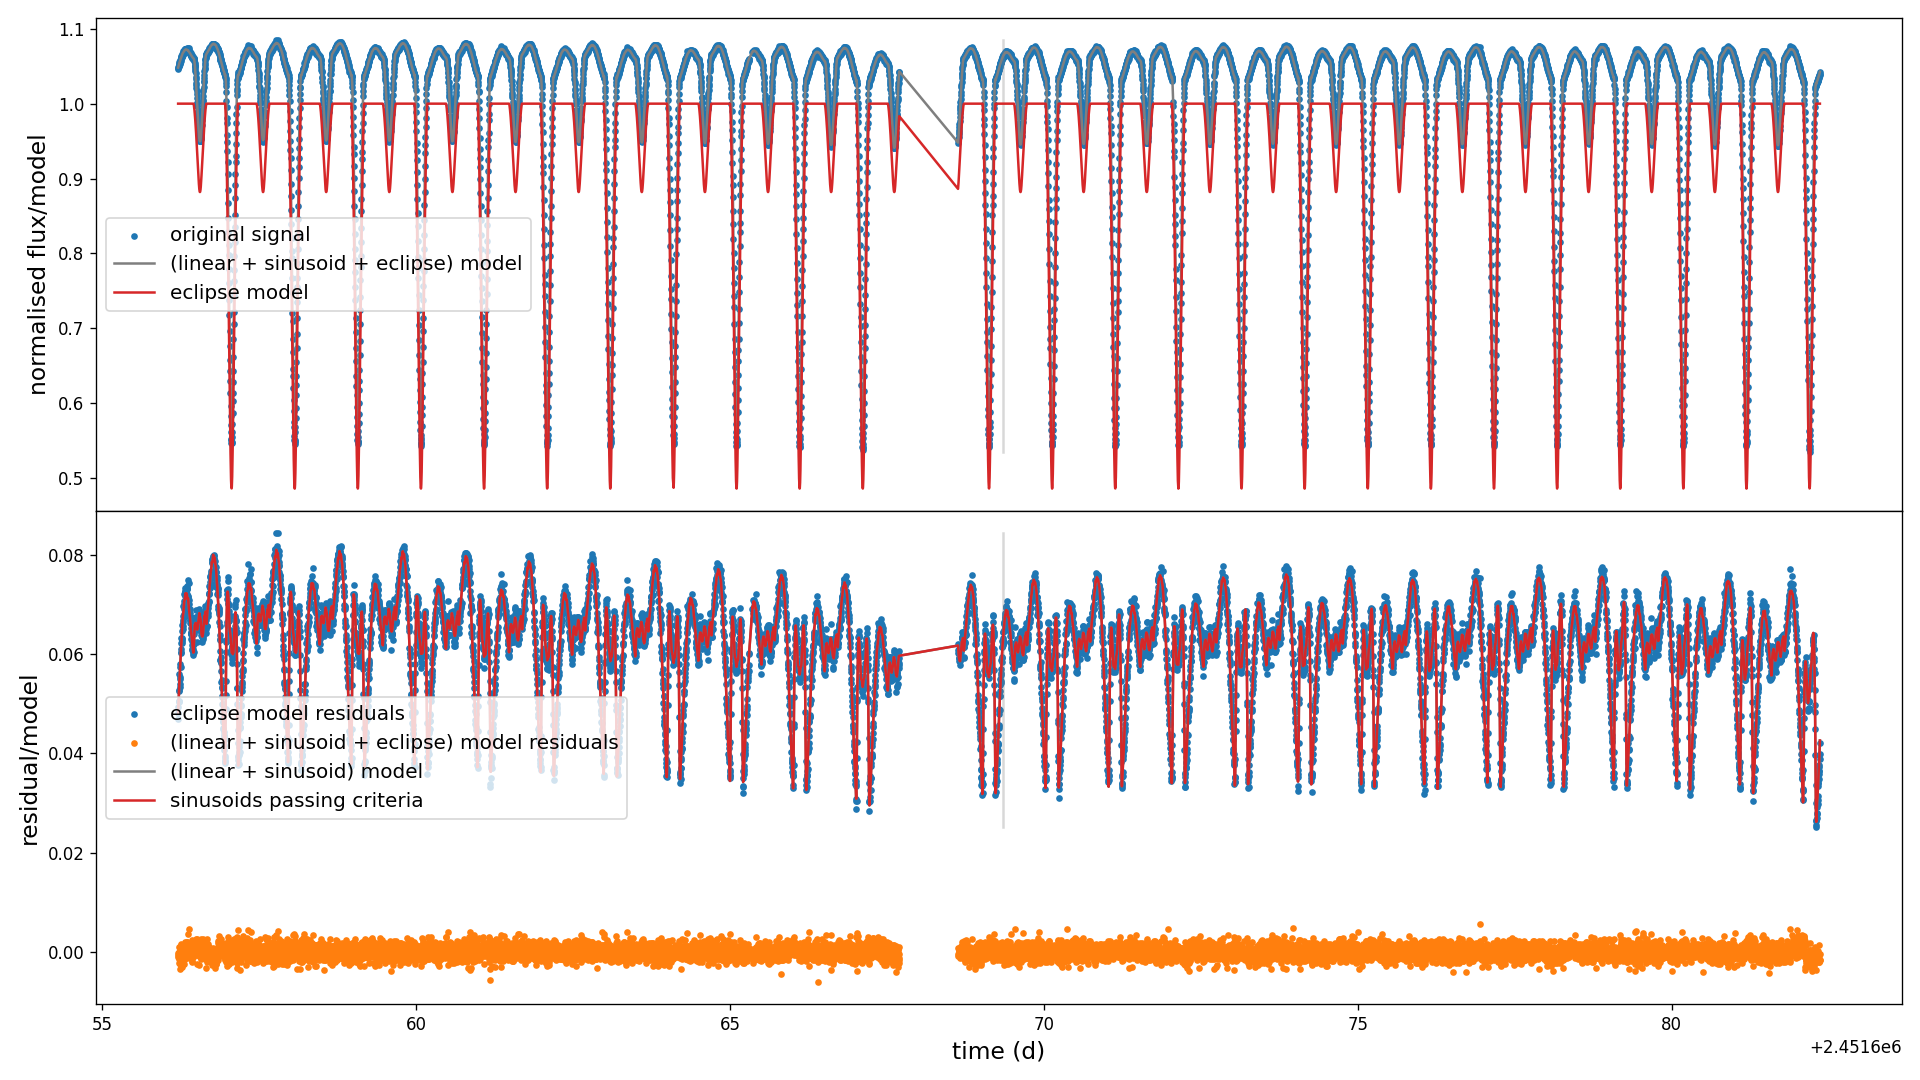 normalised flux/model
1.1
1.0
0.9
0.8
0.7
0.6
0.5
original signal
(linear + sinusoid + eclipse) model
eclipse model
residual/model
0.08
0.06
0.04
0.02
0.00
eclipse model residuals
(linear + sinusoid + eclipse) model residuals
(linear + sinusoid) model
sinusoids passing criteria
55 60 65 70 75 80
time (d)
+2.4516e6